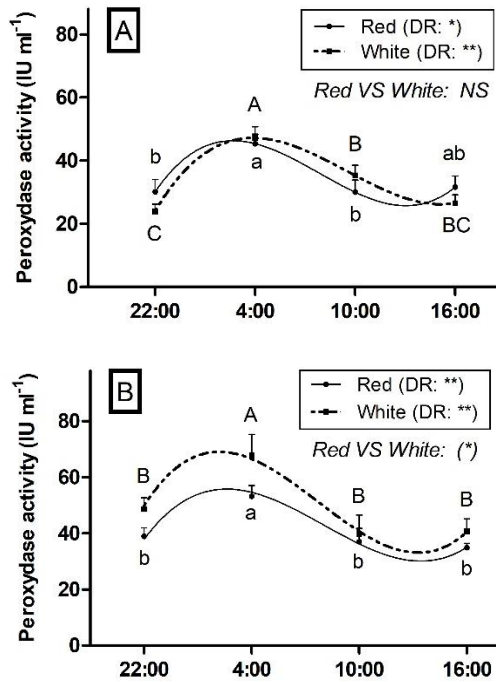 A
Red (DR: *)
White (DR: **)
Red VS White: NS
Peroxydase activity (IU ml-1)
80
60
40
20
0
b
C
A
a
B
b
ab
BC
22:00 4:00 10:00 16:00
B
Red (DR: **)
White (DR: **)
Red VS White: (*)
Peroxydase activity (IU ml-1)
80
60
40
20
0
B
b
A
a
B
b
B
b
22:00 4:00 10:00 16:00